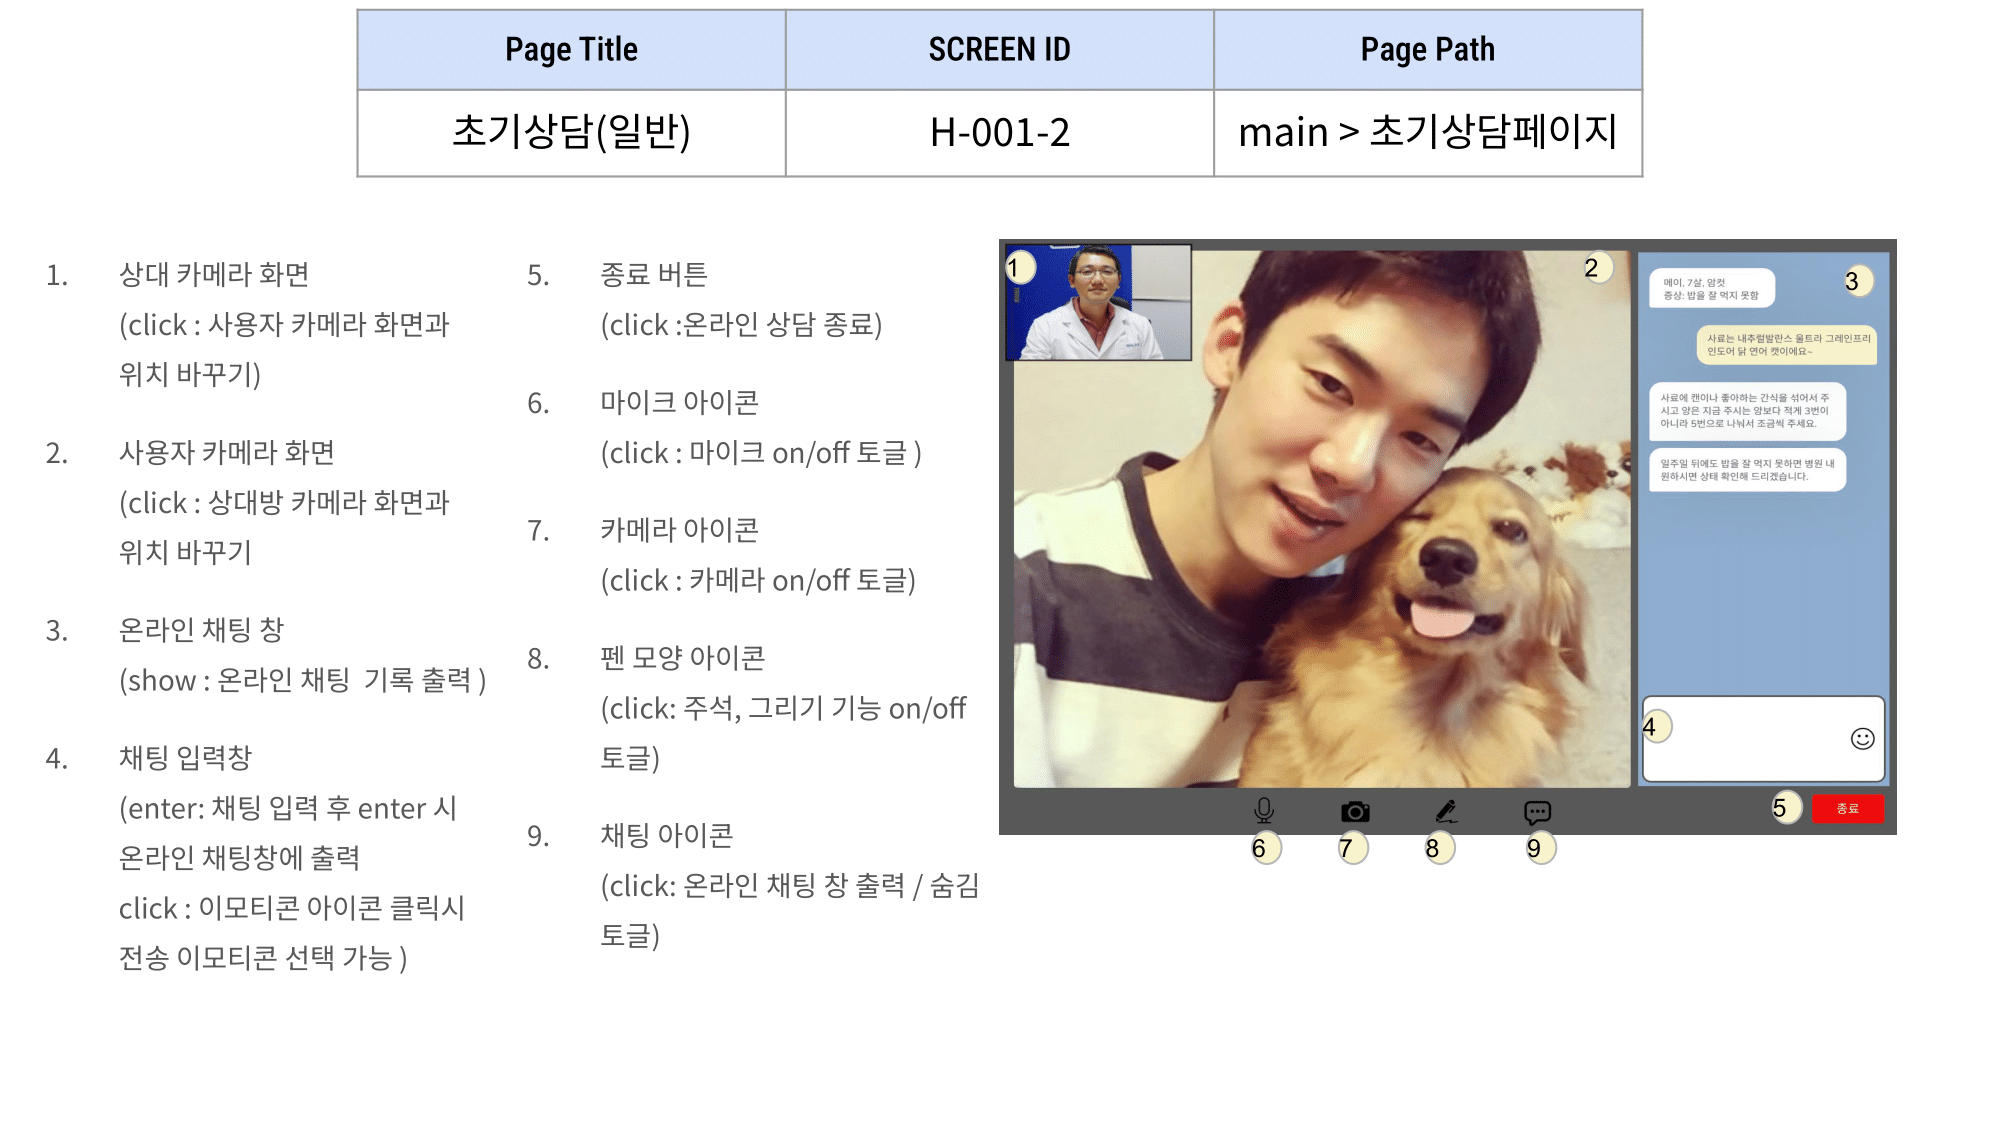 Page Title
SCREEN ID
Page Path
초기상담(일반)
H-001-2
main > 초기상담페이지
1. 상대 카메라 화면
(click : 사용자 카메라 화면과
위치 바꾸기)
2. 사용자 카메라 화면
(click : 상대방 카메라 화면과
위치 바꾸기
3. 온라인 채팅 창
(show : 온라인 채팅  기록 출력 )
4. 채팅 입력창
(enter: 채팅 입력 후 enter 시
온라인 채팅창에 출력
click : 이모티콘 아이콘 클릭시
전송 이모티콘 선택 가능 )
5. 종료 버튼
(click :온라인 상담 종료)
6. 마이크 아이콘
(click : 마이크 on/off 토글 )
7. 카메라 아이콘
(click : 카메라 on/off 토글)
8. 펜 모양 아이콘
(click: 주석, 그리기 기능 on/off
토글)
9. 채팅 아이콘
(click: 온라인 채팅 창 출력 / 숨김
토글)
1
2
3
메이, 7살, 암컷
증상: 밥을 잘 먹지 못함
사료는 내추럴발란스 울트라 그레인프리
인도어 닭 연어 캣이에요~
사료에 캔이나 좋아하는 간식을 섞어서 주
시고 양은 지금 주시는 양보다 적게 3번이
아니라 5번으로 나눠서 조금씩 주세요.
일주일 뒤에도 밥을 잘 먹지 못하면 병원 내
원하시면 상태 확인해 드리겠습니다.
4
5
종료
6
7
8
9